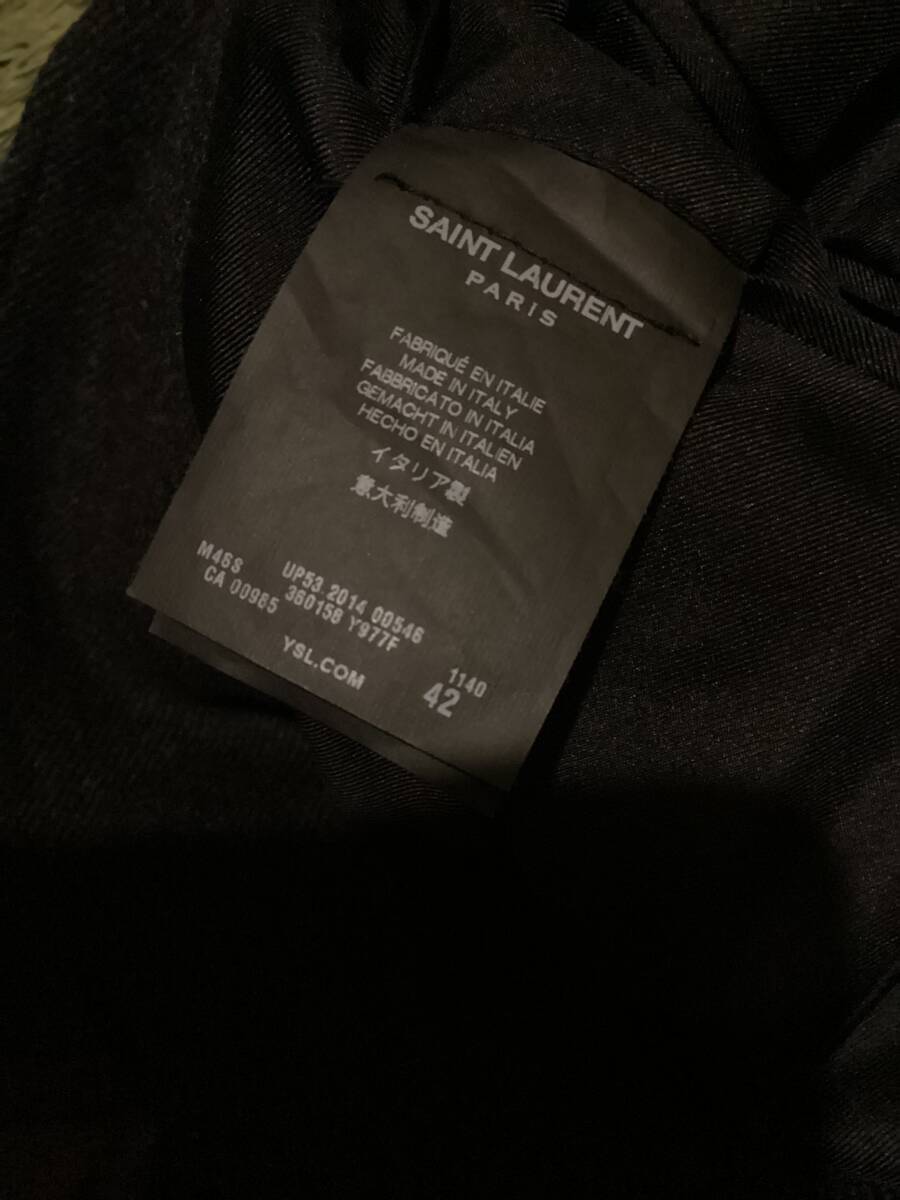 SAINT LAURENT
PARIS
FABRIQUÉ EN ITALIE
MADE IN ITALY
FABBRICATO IN ITALIA
GEMACHT IN ITALIEN
HECHO EN ITALIA
イタリア製
意大利制造
M46S UP53 2014 00546
CA 00985 360158 Y977F 1140
YSL.COM 42